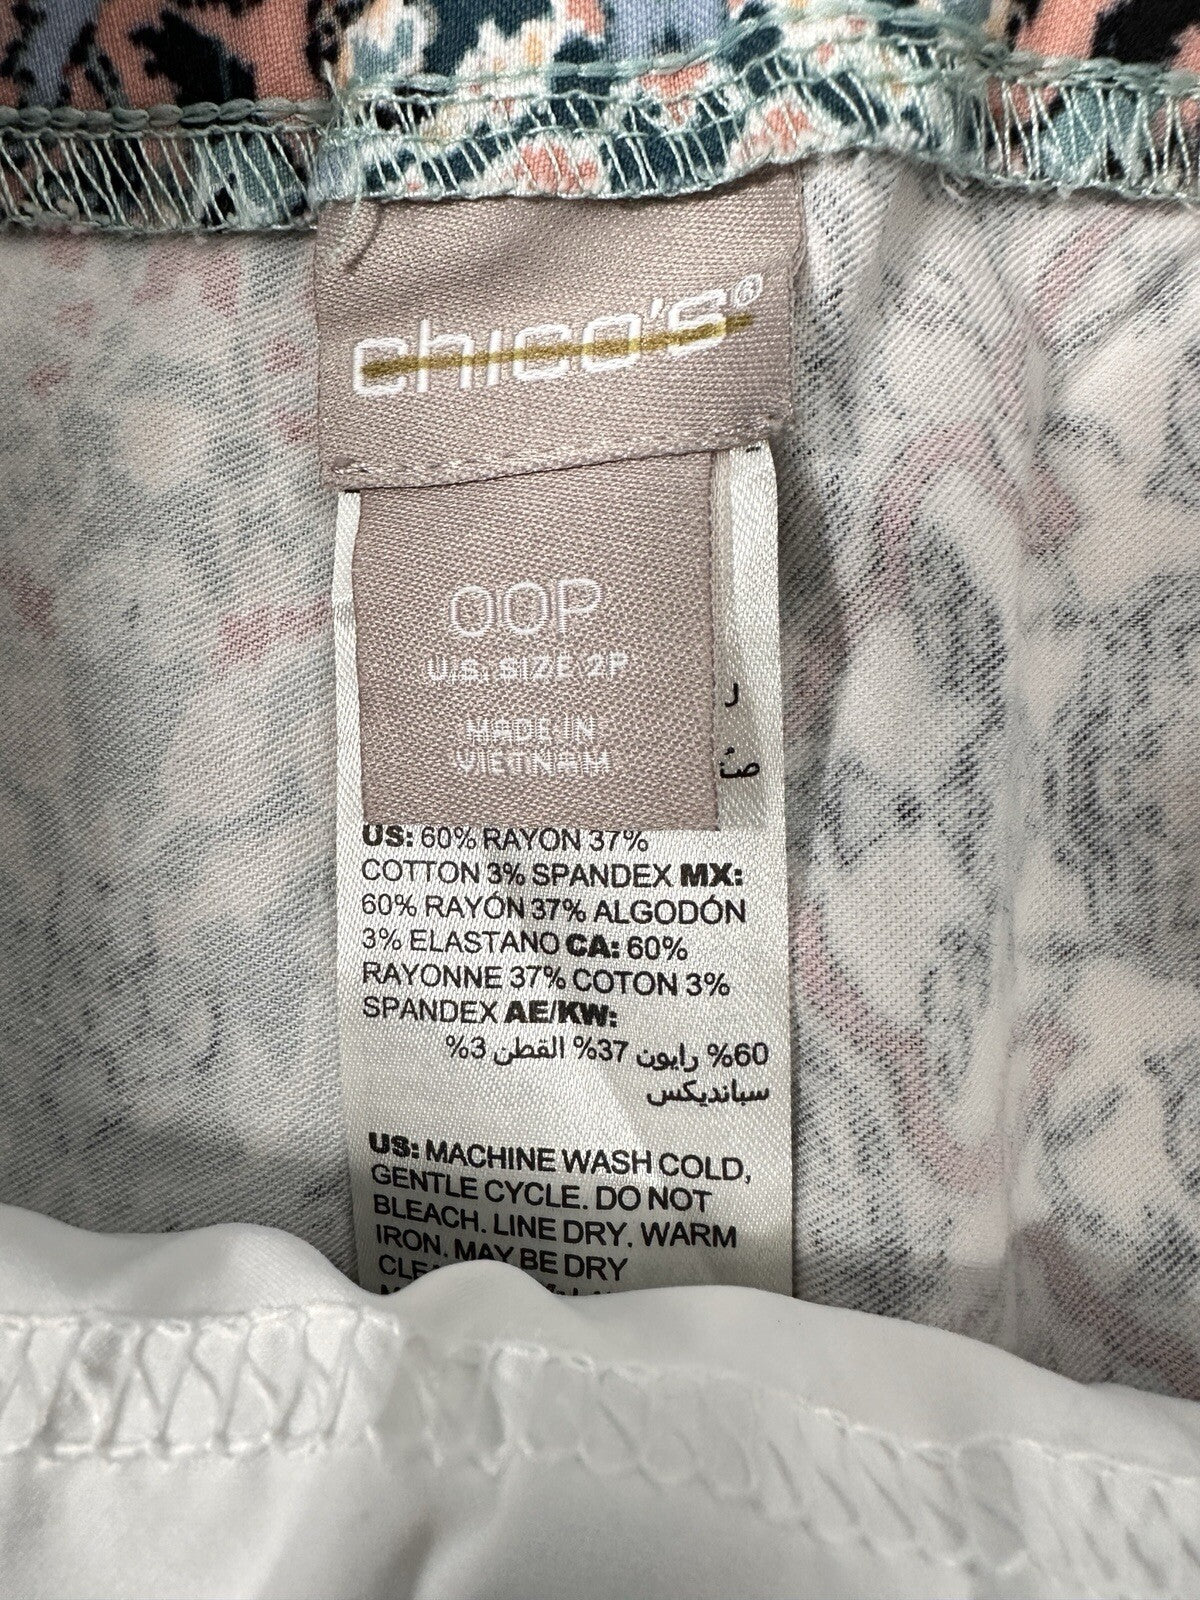 chico's®
00P
U.S. SIZE 2P
MADE IN
VIETNAM
US: 60% RAYON 37%
COTTON 3% SPANDEX MX:
60% RAYÓN 37% ALGODÓN
3% ELASTANO CA: 60%
RAYONNE 37% COTON 3%
SPANDEX AE/KW:
60% رايون 37% القطن 3%
سبانديكس
US: MACHINE WASH COLD,
GENTLE CYCLE. DO NOT
BLEACH. LINE DRY. WARM
IRON. MAY BE DRY